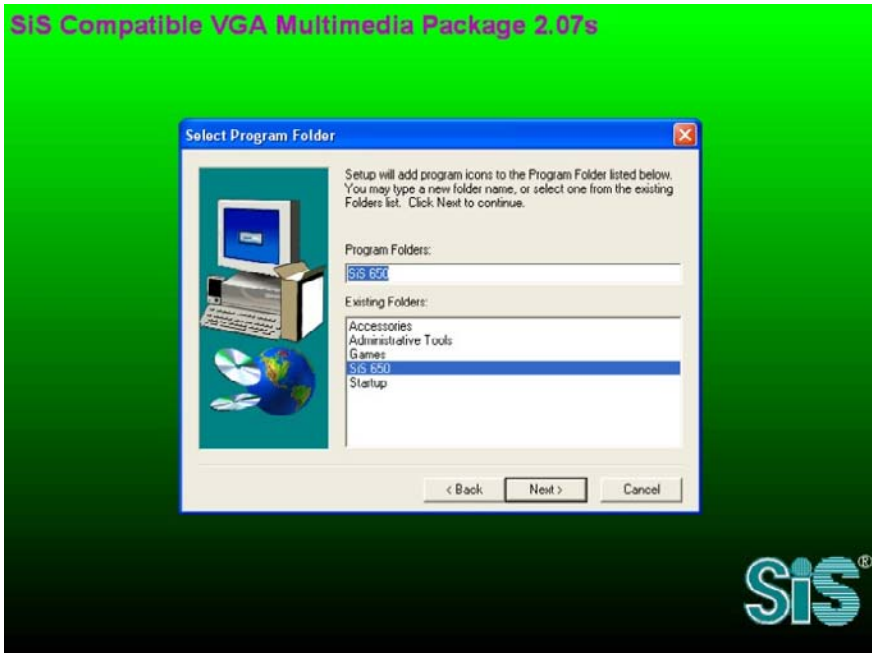 SiS Compatible VGA Multimedia Package 2.07s
Select Program Folder
Setup will add program icons to the Program Folder listed below.
You may type a new folder name, or select one from the existing
Folders list. Click Next to continue.
Program Folders:
SiS 650
Existing Folders:
Accessories
Administrative Tools
Games
SiS 650
Startup
< Back Next > Cancel
SiS®